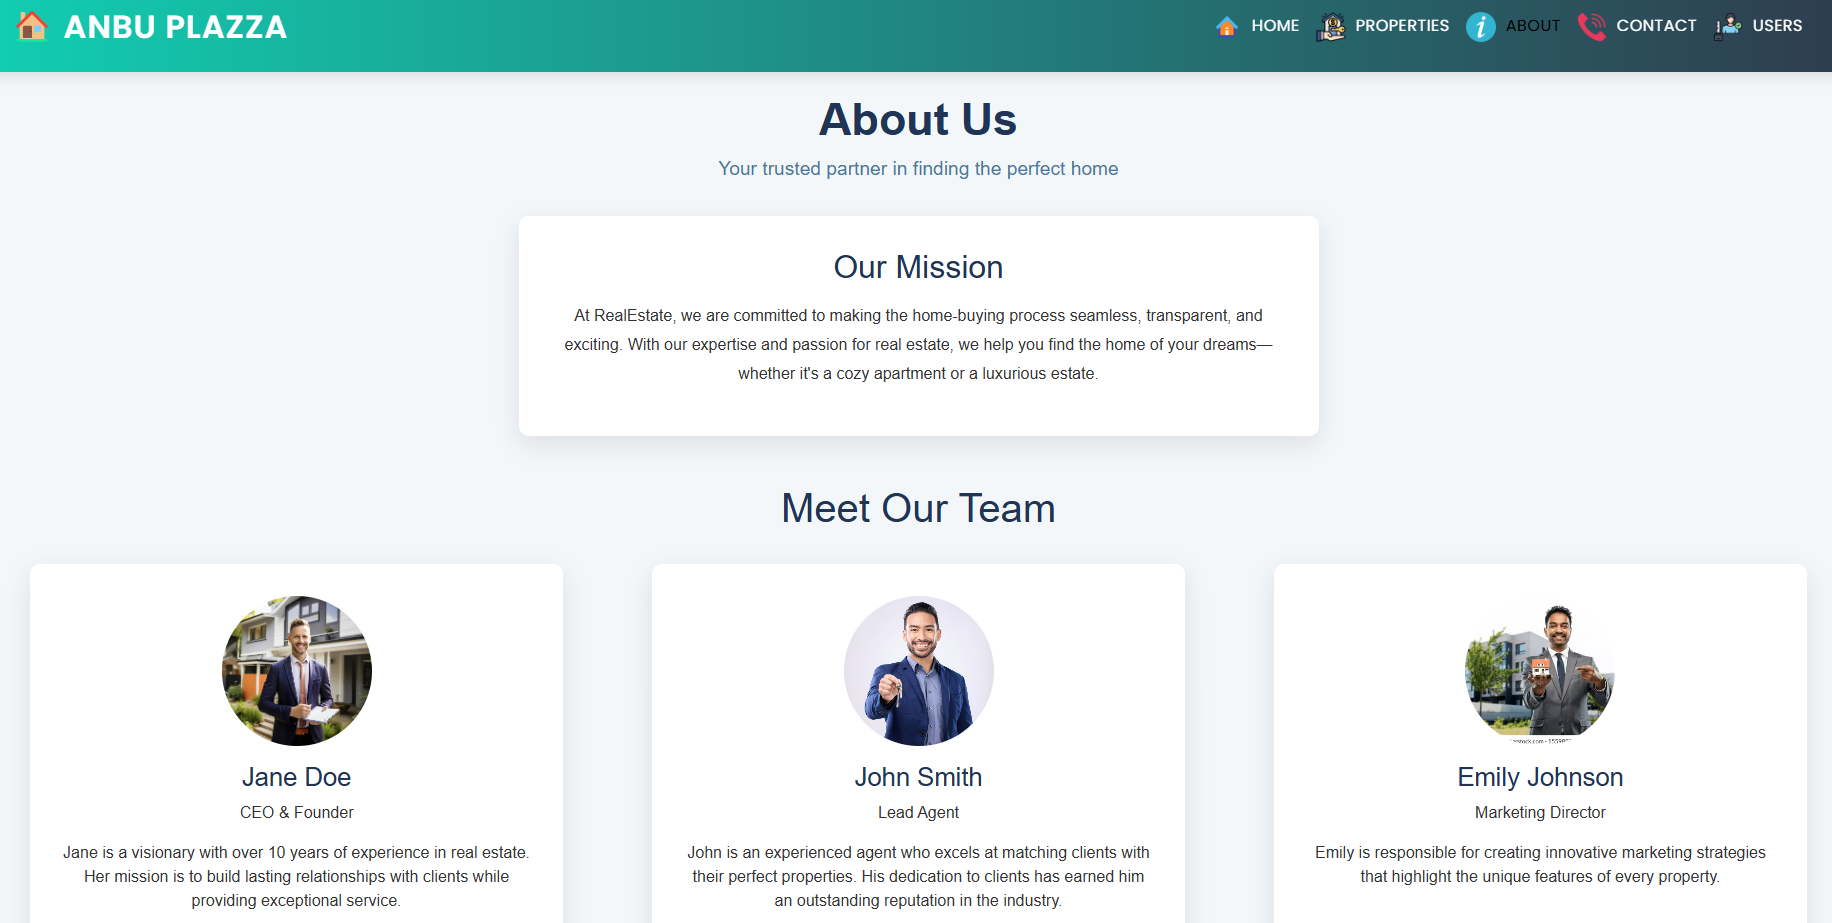 ANBU PLAZZA
HOME
PROPERTIES
ABOUT
CONTACT
USERS
About Us
Your trusted partner in finding the perfect home
Our Mission
At RealEstate, we are committed to making the home-buying process seamless, transparent, and
exciting. With our expertise and passion for real estate, we help you find the home of your dreams—
whether it's a cozy apartment or a luxurious estate.
Meet Our Team
Jane Doe
CEO & Founder
Jane is a visionary with over 10 years of experience in real estate.
Her mission is to build lasting relationships with clients while
providing exceptional service.
John Smith
Lead Agent
John is an experienced agent who excels at matching clients with
their perfect properties. His dedication to clients has earned him
an outstanding reputation in the industry.
Emily Johnson
Marketing Director
Emily is responsible for creating innovative marketing strategies
that highlight the unique features of every property.